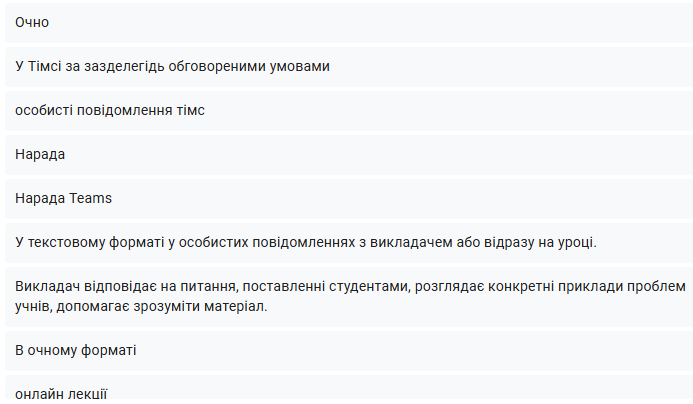 Очно
У Тімсі за зазделегідь обговореними умовами
особисті повідомлення тімс
Нарада
Нарада Teams
У текстовому форматі у особистих повідомленнях з викладачем або відразу на уроці.
Викладач відповідає на питання, поставленні студентами, розглядає конкретні приклади проблем
учнів, допомагає зрозуміти матеріал.
В очному форматі
онлайн лекції